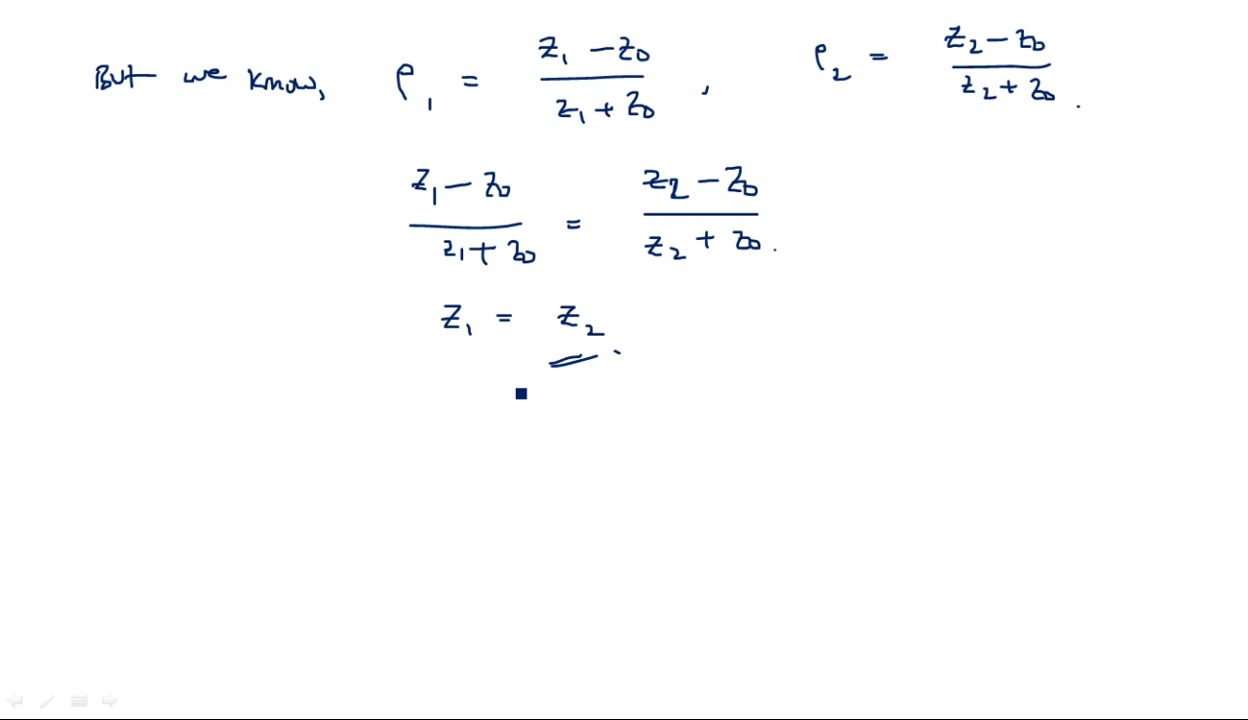 But we know, ρ₁ = (Z₁ - Z₀)/(Z₁ + Z₀) , ρ₂ = (Z₂ - Z₀)/(Z₂ + Z₀) .
(Z₁ - Z₀)/(Z₁ + Z₀) = (Z₂ - Z₀)/(Z₂ + Z₀) .
Z₁ = Z₂ .